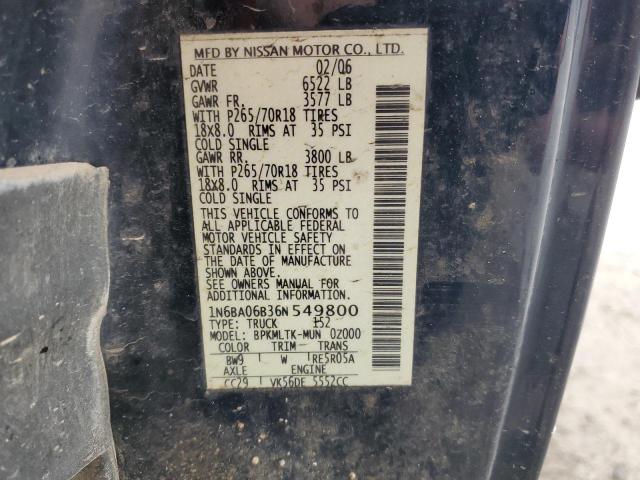 MFD BY NISSAN MOTOR CO., LTD.
DATE 02/06
GVWR 6522 LB
GAWR FR. 3577 LB
WITH P265/70R18 TIRES
18X8.0 RIMS AT 35 PSI
COLD SINGLE
GAWR RR. 3800 LB
WITH P265/70R18 TIRES
18X8.0 RIMS AT 35 PSI
COLD SINGLE
THIS VEHICLE CONFORMS TO
ALL APPLICABLE FEDERAL
MOTOR VEHICLE SAFETY
STANDARDS IN EFFECT ON
THE DATE OF MANUFACTURE
SHOWN ABOVE.
SEE OWNERS MANUAL FOR
ADDITIONAL INFORMATION.
1N6BA06B36N549800
TYPE: TRUCK 152
MODEL: BPKMLTK-MUN 0Z000
COLOR TRIM TRANS
BW9 W RE5R05A
AXLE ENGINE
CC29 VK56DE 5552CC